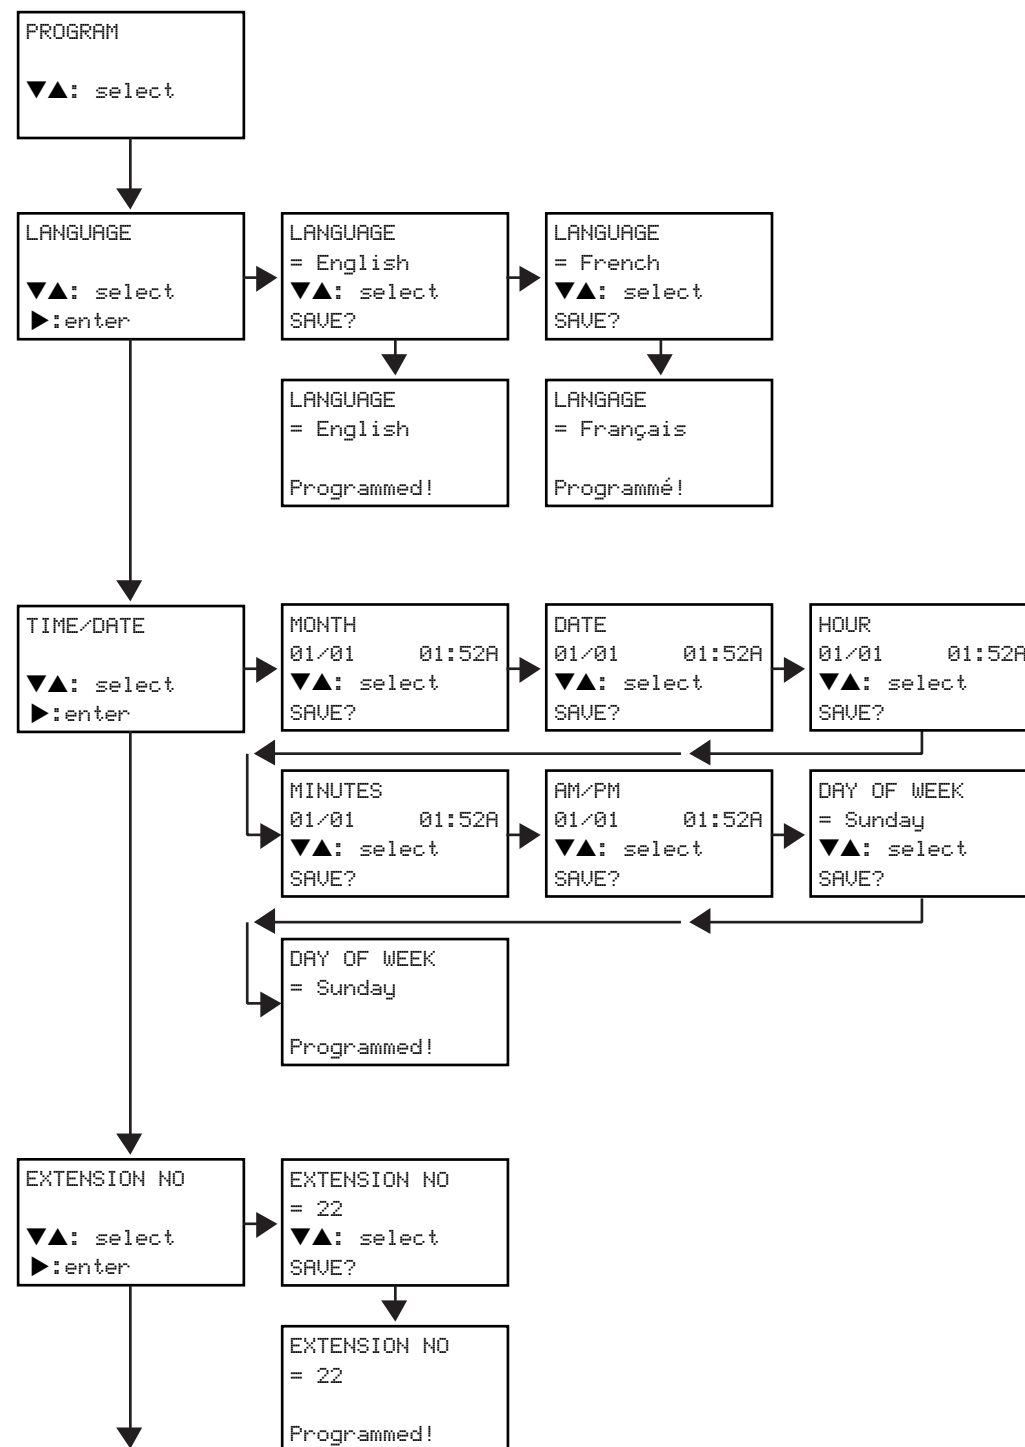 PROGRAM
▼▲: select
LANGUAGE
▼▲: select
▶:enter
LANGUAGE
= English
▼▲: select
SAVE?
LANGUAGE
= French
▼▲: select
SAVE?
LANGUAGE
= English
Programmed!
LANGAGE
= Français
Programmé!
TIME/DATE
▼▲: select
▶:enter
MONTH
01/01 01:52A
▼▲: select
SAVE?
DATE
01/01 01:52A
▼▲: select
SAVE?
HOUR
01/01 01:52A
▼▲: select
SAVE?
MINUTES
01/01 01:52A
▼▲: select
SAVE?
AM/PM
01/01 01:52A
▼▲: select
SAVE?
DAY OF WEEK
= Sunday
▼▲: select
SAVE?
DAY OF WEEK
= Sunday
Programmed!
EXTENSION NO
▼▲: select
▶:enter
EXTENSION NO
= 22
▼▲: select
SAVE?
EXTENSION NO
= 22
Programmed!